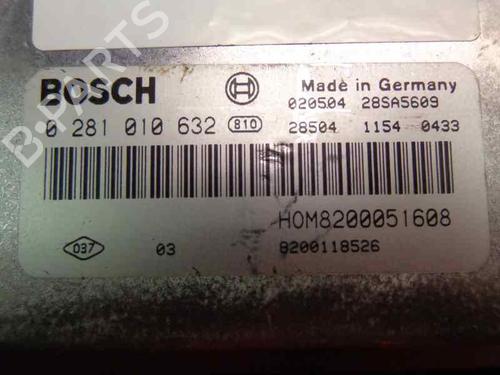 BOSCH Made in Germany
020504 28SA5609
0 281 010 632 810 28504 1154 0433
HOM8200051608
037 03 8200118526
B-PARTS